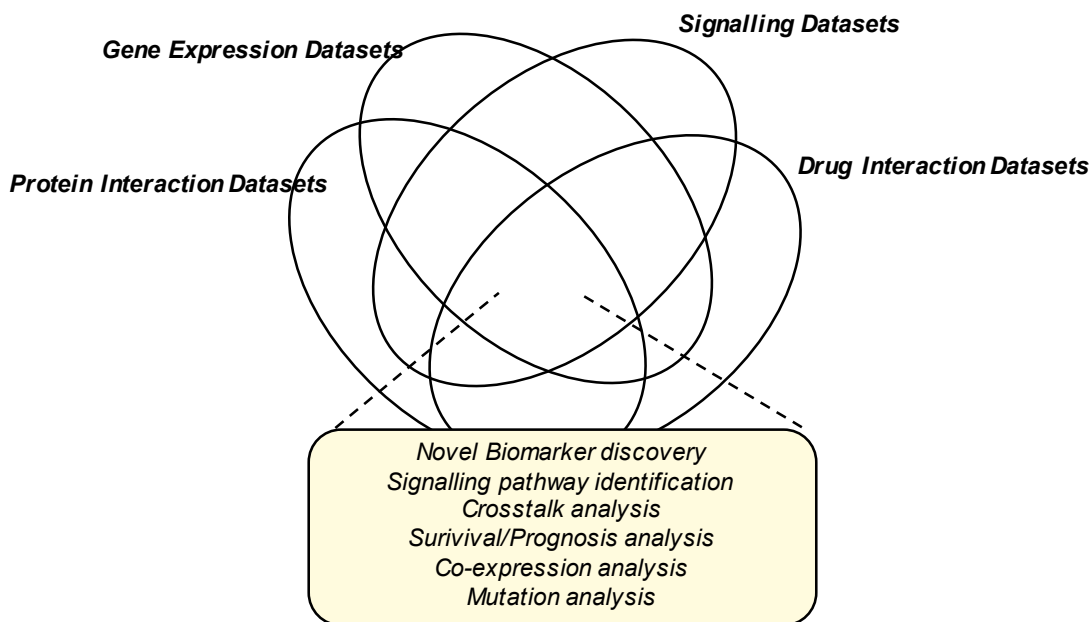 Signalling Datasets
Gene Expression Datasets
Drug Interaction Datasets
Protein Interaction Datasets
Novel Biomarker discovery
Signalling pathway identification
Crosstalk analysis
Surivival/Prognosis analysis
Co-expression analysis
Mutation analysis